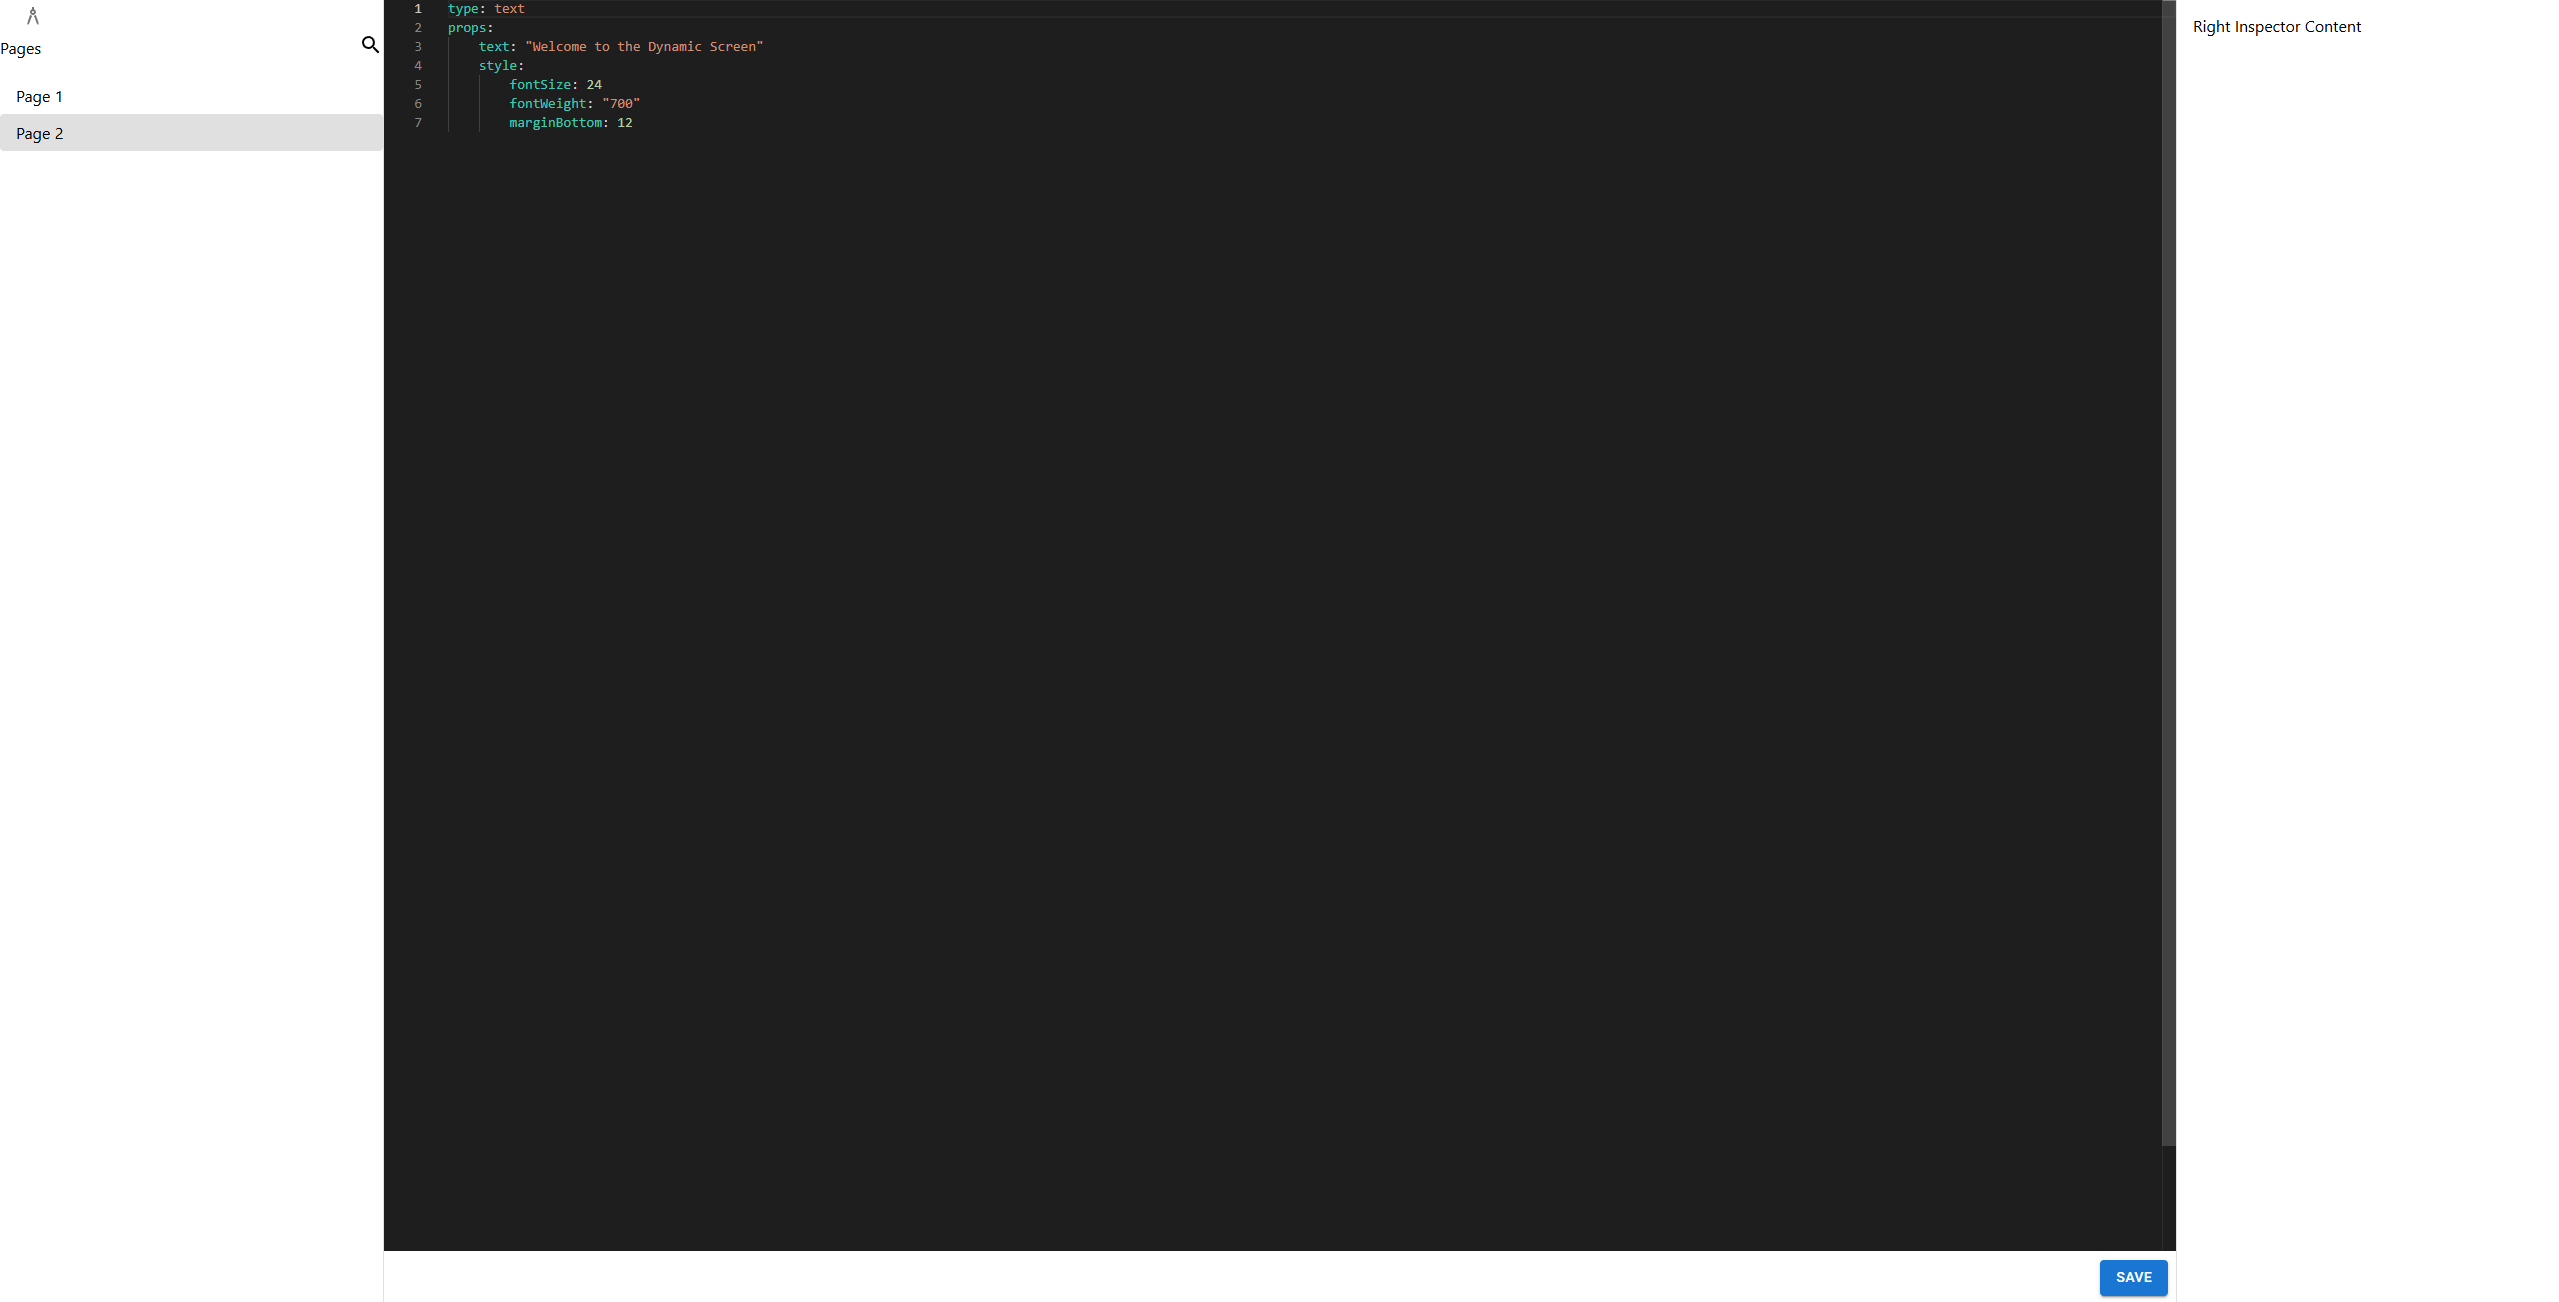 Pages
Page 1
Page 2
1 type: text
2 props:
3     text: "Welcome to the Dynamic Screen"
4     style:
5         fontSize: 24
6         fontWeight: "700"
7         marginBottom: 12
Right Inspector Content
SAVE